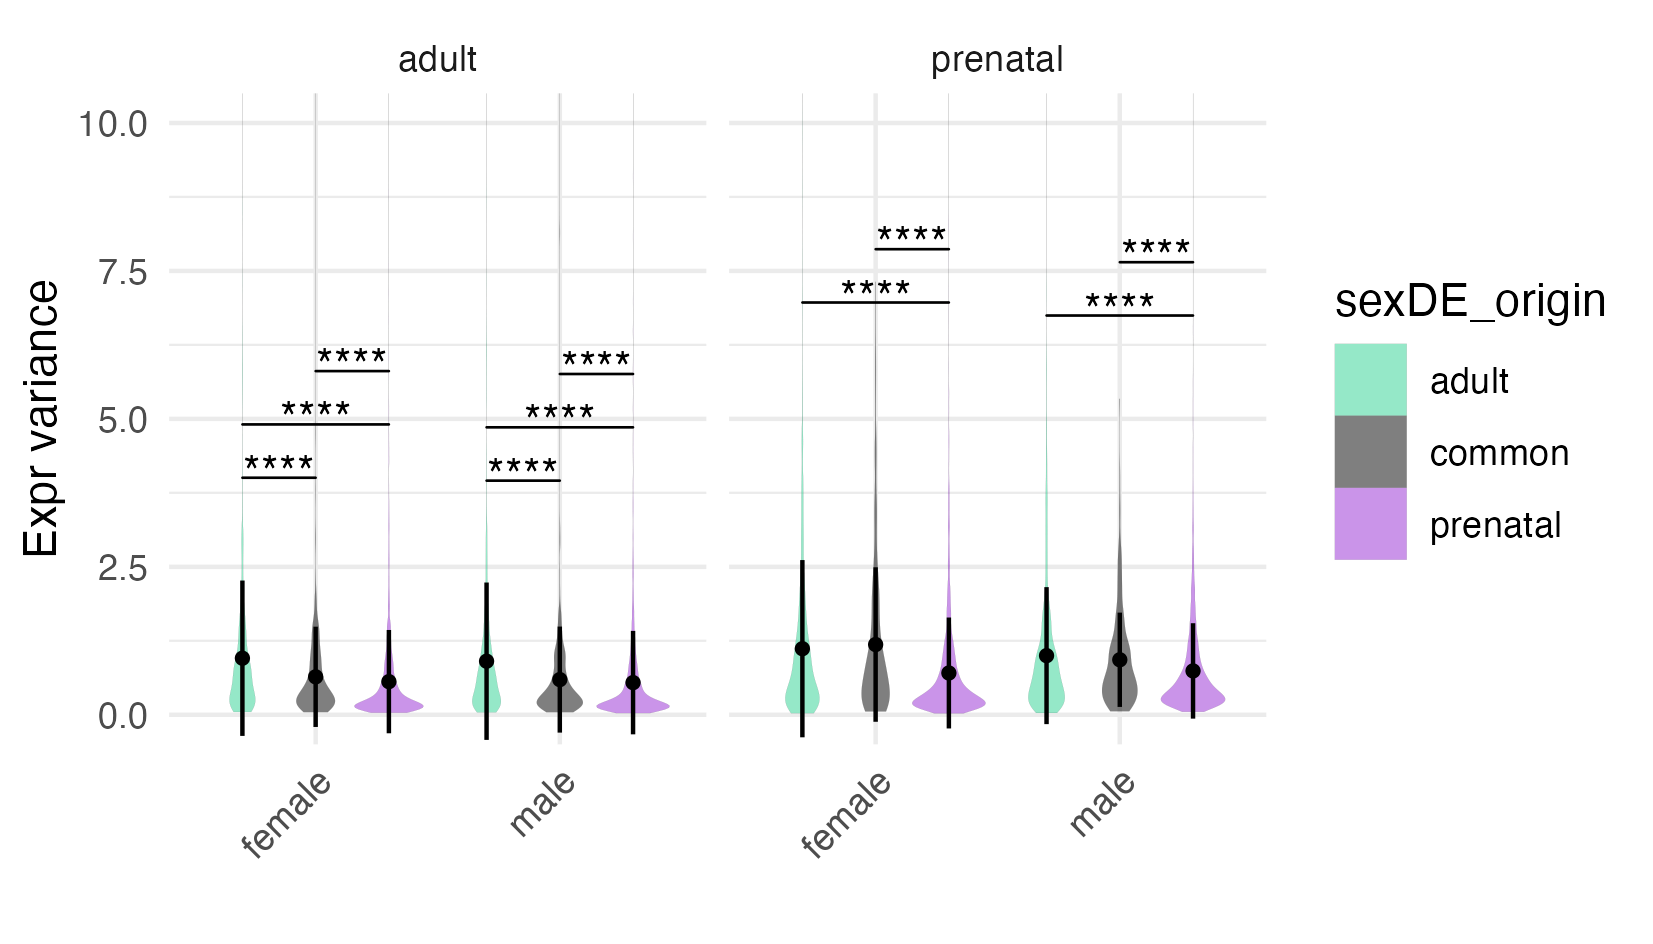 adult prenatal
10.0
7.5
5.0
2.5
0.0
Expr variance
**** ****
**** ****
**** ****
**** ****
**** ****
female male female male
sexDE_origin
adult
common
prenatal